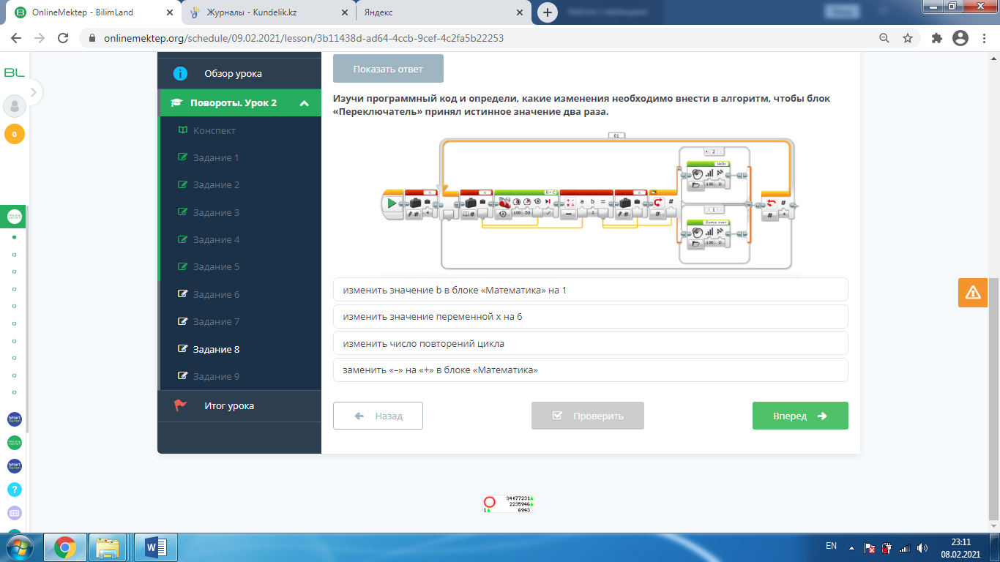 OnlineMektep - BilimLand
Журналы - Kundelik.kz
Яндекс
onlinemektep.org/schedule/09.02.2021/lesson/3b11438d-ad64-4ccb-9cef-4c2fa5b22253
BL
0
Обзор урока
Повороты. Урок 2
Конспект
Задание 1
Задание 2
Задание 3
Задание 4
Задание 5
Задание 6
Задание 7
Задание 8
Задание 9
Итог урока
Показать ответ
Изучи программный код и определи, какие изменения необходимо внести в алгоритм, чтобы блок
«Переключатель» принял истинное значение два раза.
01
2
Hello
100 0
x
x
B+C
a b =
x
#
#
#
4
#
100 50
2
#
#
#
4
1
Game over
100 0
изменить значение b в блоке «Математика» на 1
изменить значение переменной x на 6
изменить число повторений цикла
заменить «–» на «+» в блоке «Математика»
Назад
Проверить
Вперед
34077231
2235946
1 6943
EN
23:11
08.02.2021